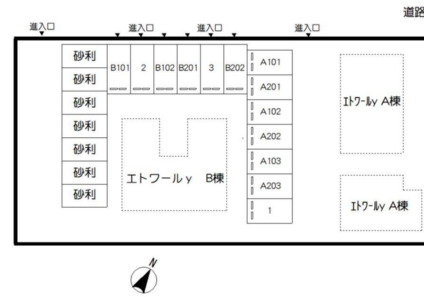 道路
進入口
進入口
進入口
進入口
砂利
砂利
砂利
砂利
砂利
砂利
砂利
B101
2
B102
B201
3
B202
A101
A201
A102
A202
A103
A203
1
エトワールy B棟
ｴﾄﾜｰﾙy A棟
ｴﾄﾜｰﾙy A棟
N